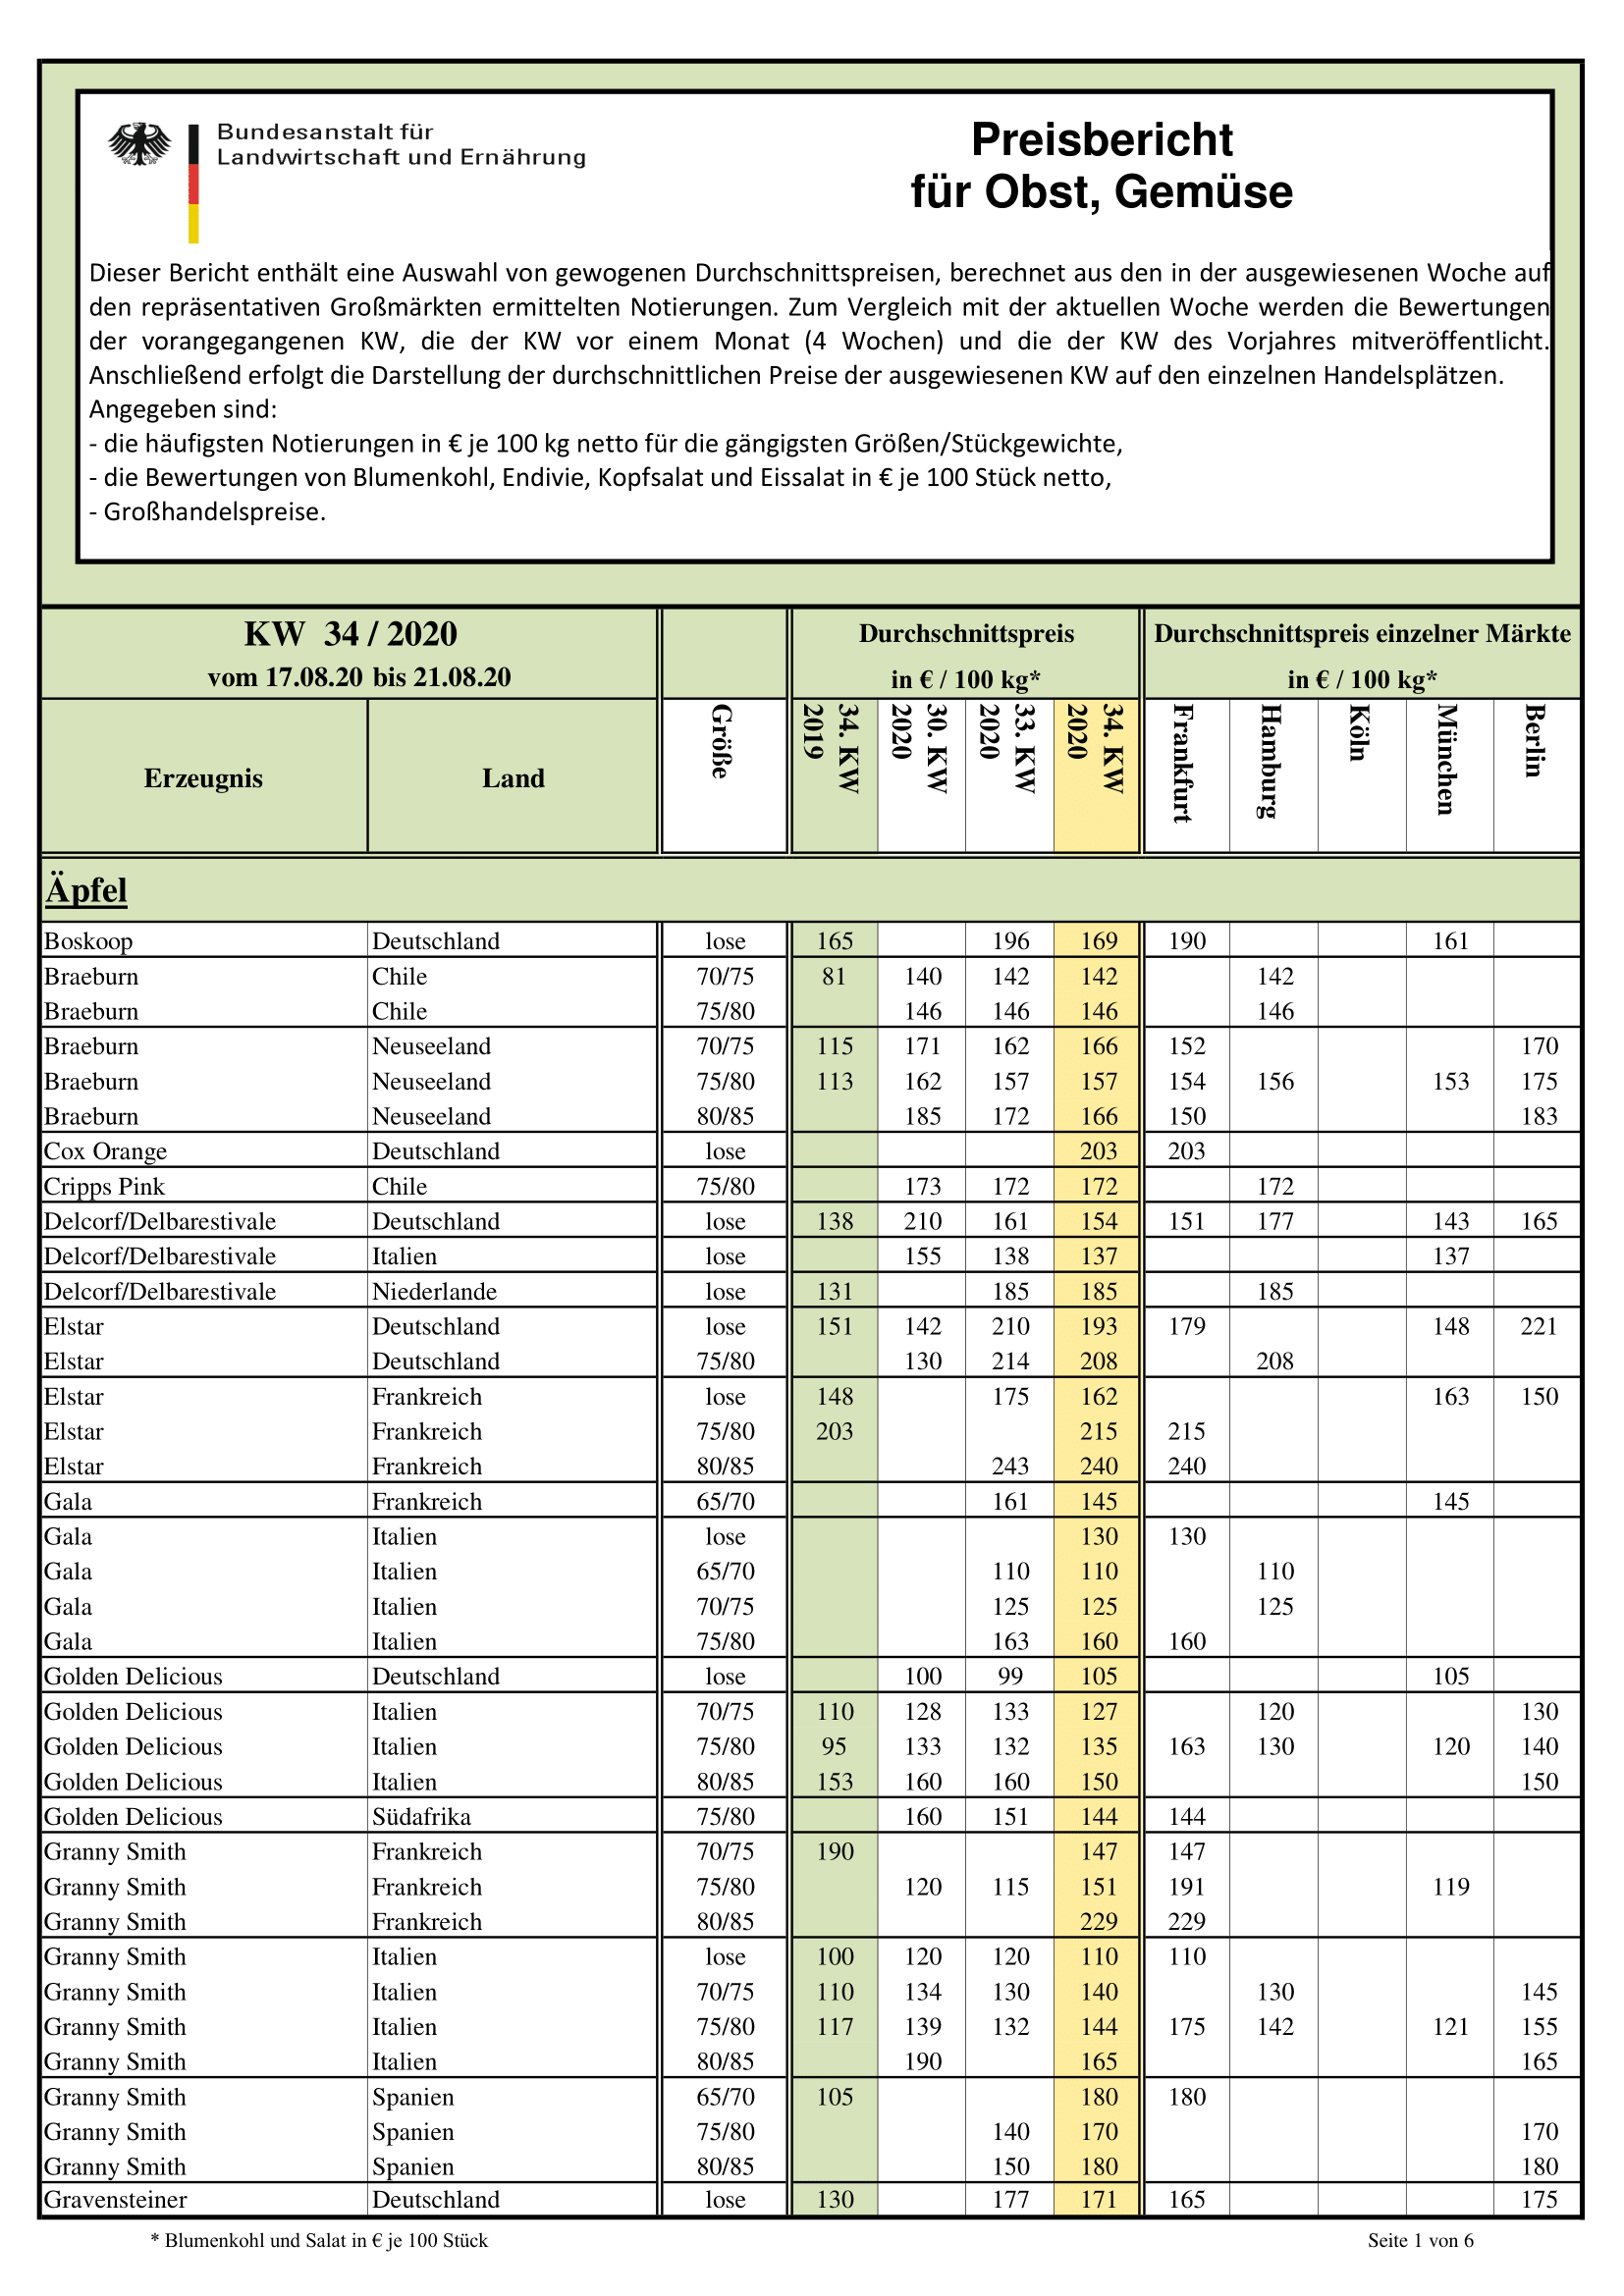 Bundesanstalt für
Landwirtschaft und Ernährung
Preisbericht
für Obst, Gemüse
Dieser Bericht enthält eine Auswahl von gewogenen Durchschnittspreisen, berechnet aus den in der ausgewiesenen Woche auf
den repräsentativen Großmärkten ermittelten Notierungen. Zum Vergleich mit der aktuellen Woche werden die Bewertungen
der vorangegangenen KW, die der KW vor einem Monat (4 Wochen) und die der KW des Vorjahres mitveröffentlicht.
Anschließend erfolgt die Darstellung der durchschnittlichen Preise der ausgewiesenen KW auf den einzelnen Handelsplätzen.
Angegeben sind:
- die häufigsten Notierungen in € je 100 kg netto für die gängigsten Größen/Stückgewichte,
- die Bewertungen von Blumenkohl, Endivie, Kopfsalat und Eissalat in € je 100 Stück netto,
- Großhandelspreise.
KW 34 / 2020 Durchschnittspreis Durchschnittspreis einzelner Märkte
vom 17.08.20 bis 21.08.20 in € / 100 kg* in € / 100 kg*
Erzeugnis Land Größe 34. KW 2019 30. KW 2020 33. KW 2020 34. KW 2020 Frankfurt Hamburg Köln München Berlin
Äpfel
Boskoop Deutschland lose 165 196 169 190 161
Braeburn Chile 70/75 81 140 142 142 142
Braeburn Chile 75/80 146 146 146 146
Braeburn Neuseeland 70/75 115 171 162 166 152 170
Braeburn Neuseeland 75/80 113 162 157 157 154 156 153 175
Braeburn Neuseeland 80/85 185 172 166 150 183
Cox Orange Deutschland lose 203 203
Cripps Pink Chile 75/80 173 172 172 172
Delcorf/Delbarestivale Deutschland lose 138 210 161 154 151 177 143 165
Delcorf/Delbarestivale Italien lose 155 138 137 137
Delcorf/Delbarestivale Niederlande lose 131 185 185 185
Elstar Deutschland lose 151 142 210 193 179 148 221
Elstar Deutschland 75/80 130 214 208 208
Elstar Frankreich lose 148 175 162 163 150
Elstar Frankreich 75/80 203 215 215
Elstar Frankreich 80/85 243 240 240
Gala Frankreich 65/70 161 145 145
Gala Italien lose 130 130
Gala Italien 65/70 110 110 110
Gala Italien 70/75 125 125 125
Gala Italien 75/80 163 160 160
Golden Delicious Deutschland lose 100 99 105 105
Golden Delicious Italien 70/75 110 128 133 127 120 130
Golden Delicious Italien 75/80 95 133 132 135 163 130 120 140
Golden Delicious Italien 80/85 153 160 160 150 150
Golden Delicious Südafrika 75/80 160 151 144 144
Granny Smith Frankreich 70/75 190 147 147
Granny Smith Frankreich 75/80 120 115 151 191 119
Granny Smith Frankreich 80/85 229 229
Granny Smith Italien lose 100 120 120 110 110
Granny Smith Italien 70/75 110 134 130 140 130 145
Granny Smith Italien 75/80 117 139 132 144 175 142 121 155
Granny Smith Italien 80/85 190 165 165
Granny Smith Spanien 65/70 105 180 180
Granny Smith Spanien 75/80 140 170 170
Granny Smith Spanien 80/85 150 180 180
Gravensteiner Deutschland lose 130 177 171 165 175
* Blumenkohl und Salat in € je 100 Stück Seite 1 von 6